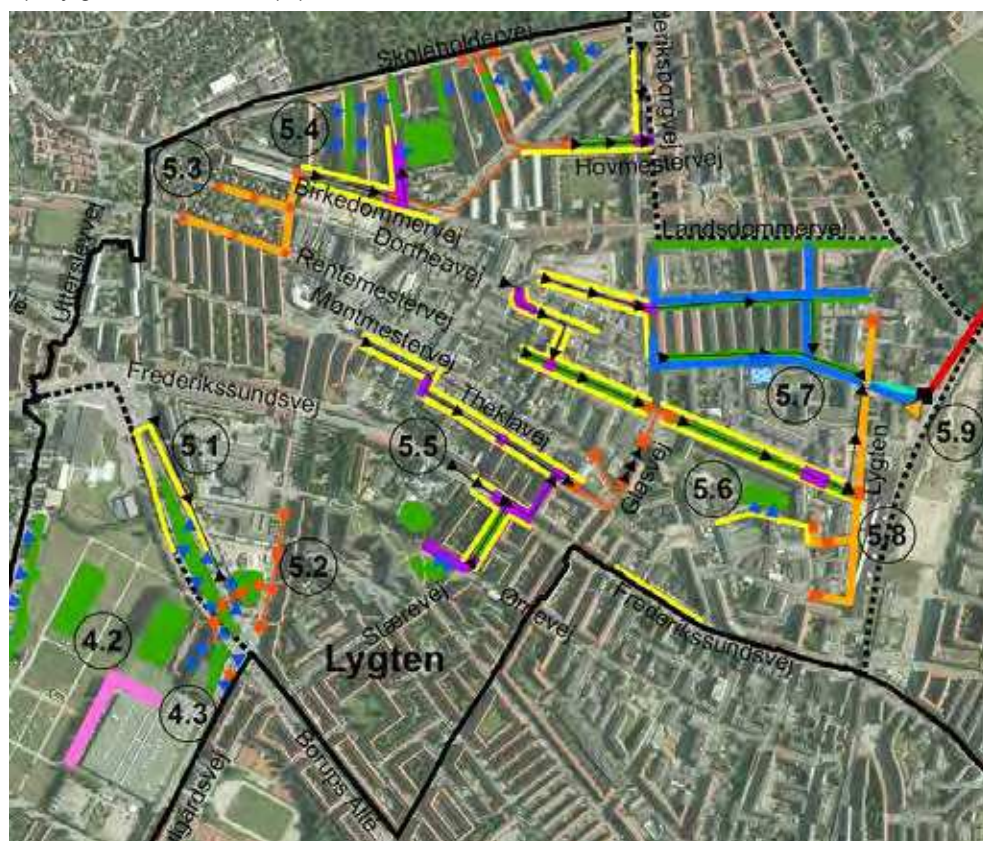 Skoleholdervej
5.4
5.3
Hovmestervej
Birkedommervej
Landsdommervej
Dortheavej
Rentemestervej
Møntmestervej
Utterslevvej
Frederikssundsvej
Theklavej
5.7
5.9
5.1
5.5
5.6
Glasvej
Lygten
5.8
5.2
Stærevej
Ørnevej
Frederikssundsvej
4.2
Lygten
4.3
Borups Alle